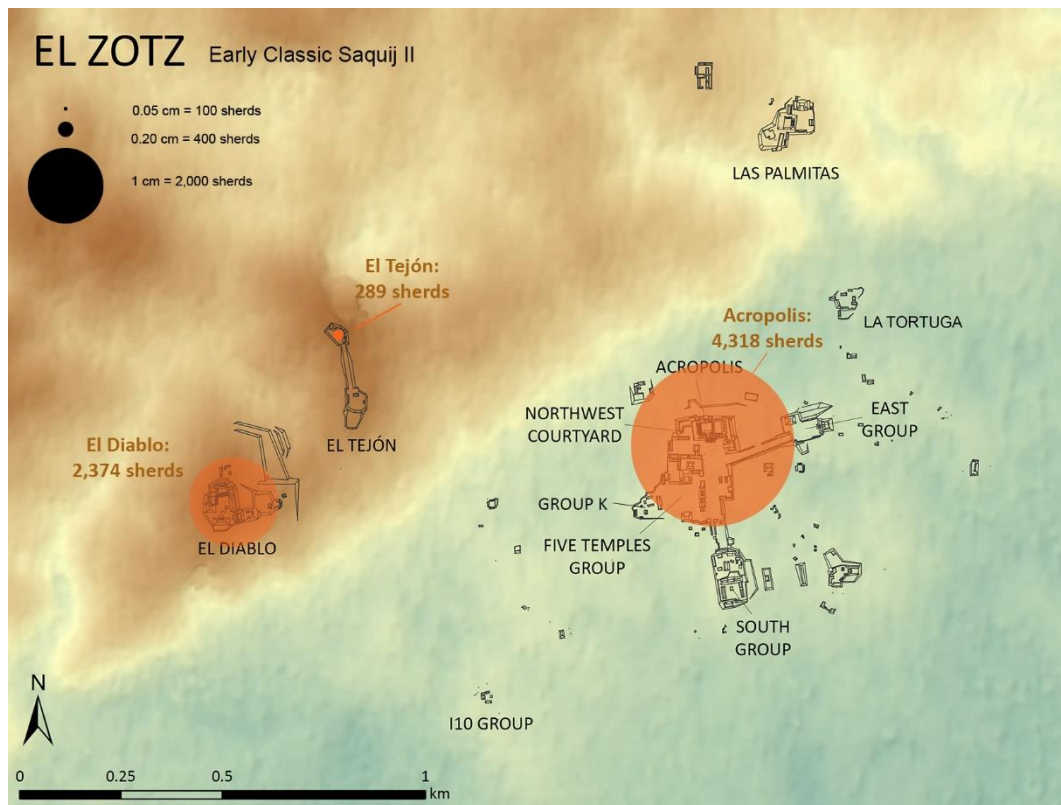 EL ZOTZ Early Classic Saquij II
0.05 cm = 100 sherds
0.20 cm = 400 sherds
1 cm = 2,000 sherds
LAS PALMITAS
El Tejón:
289 sherds
LA TORTUGA
Acropolis:
4,318 sherds
ACROPOLIS
NORTHWEST
COURTYARD
EAST
GROUP
EL TEJÓN
El Diablo:
2,374 sherds
GROUP K
EL DIABLO
FIVE TEMPLES
GROUP
SOUTH
GROUP
I10 GROUP
N
0 0.25 0.5 1
km